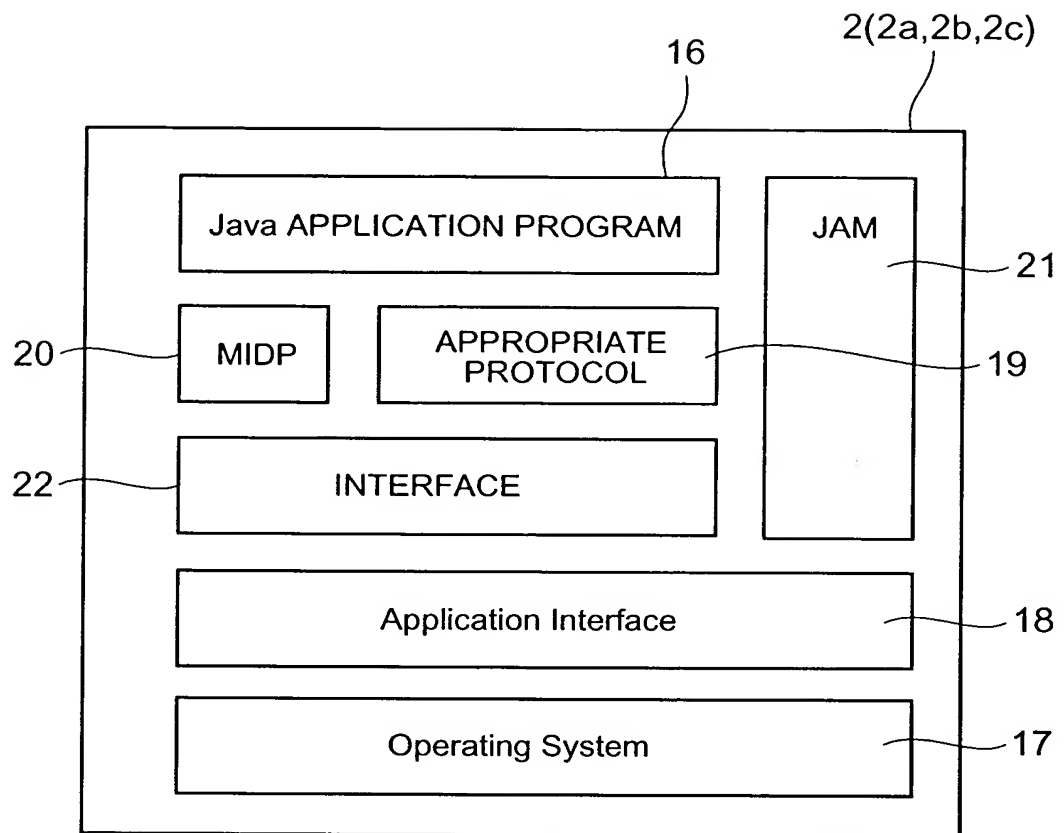 2(2a,2b,2c)
16
Java APPLICATION PROGRAM
JAM
21
20
MIDP
APPROPRIATE
PROTOCOL
19
22
INTERFACE
Application Interface
18
Operating System
17